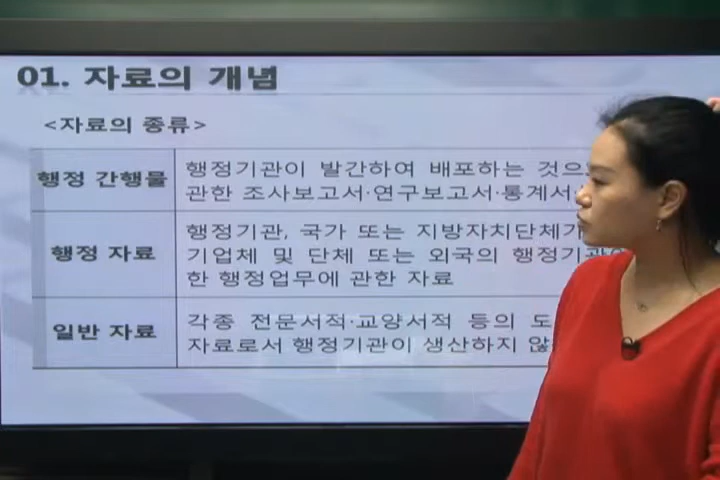 01. 자료의 개념
<자료의 종류>
행정 간행물
행정기관이 발간하여 배포하는 것으
관한 조사보고서·연구보고서·통계서
행정 자료
행정기관, 국가 또는 지방자치단체가
기업체 및 단체 또는 외국의 행정기관이
한 행정업무에 관한 자료
일반 자료
각종 전문서적·교양서적 등의 도
자료로서 행정기관이 생산하지 않